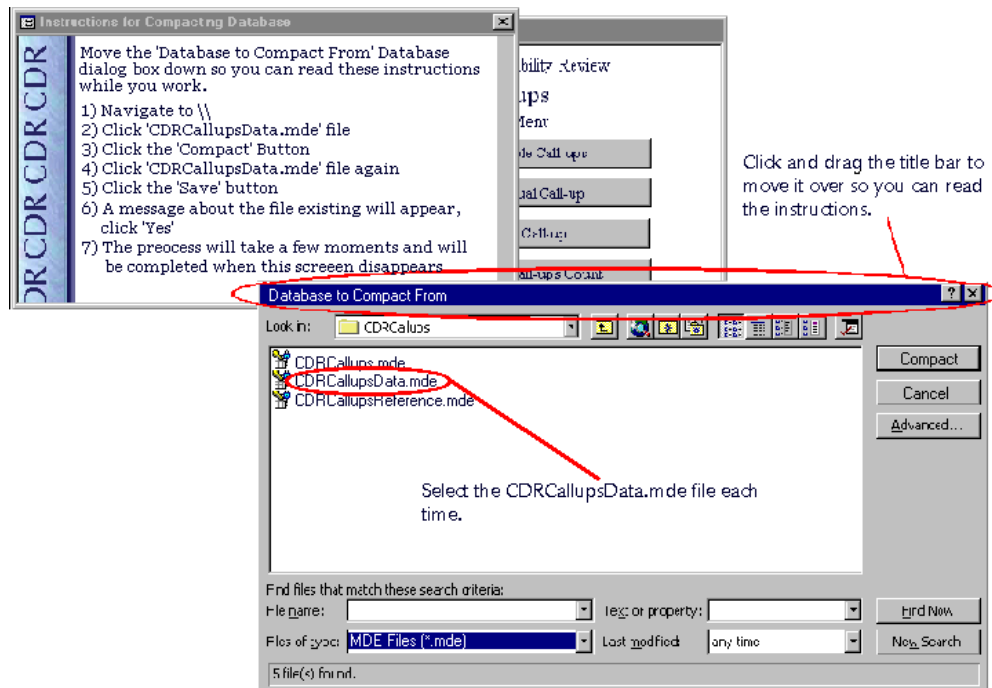 Instructions for Compacting Database
CDR CDR CDR CDR
Move the 'Database to Compact From' Database
dialog box down so you can read these instructions
while you work.
1) Navigate to \\
2) Click 'CDRCallupsData.mde' file
3) Click the 'Compact' Button
4) Click 'CDRCallupsData.mde' file again
5) Click the 'Save' button
6) A message about the file existing will appear,
click 'Yes'
7) The preocess will take a few moments and will
be completed when this screeen disappears
bility Review
ups
Menu
de Call-ups
ual Call-up
Call-up
all-ups Count
Click and drag the title bar to
move it over so you can read
the instructions.
Database to Compact From
Look in:
CDRCallups
CDRCallups.mde
CDRCallupsData.mde
CDRCallupsReference.mde
Compact
Cancel
Advanced...
Select the CDRCallupsData.mde file each
time.
Find files that match these search criteria:
File name:
Text or property:
Find Now
Files of type:
MDE Files (*.mde)
Last modified:
any time
New Search
5 file(s) found.